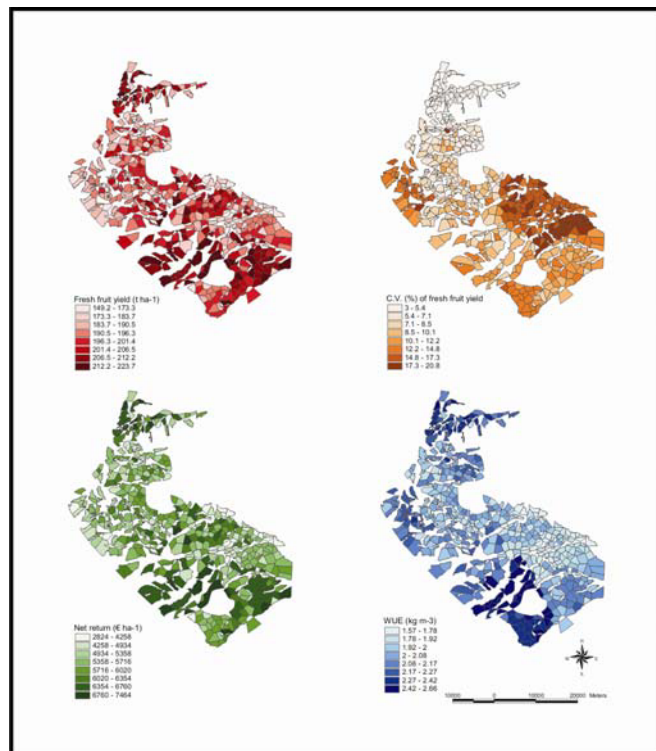 Fresh fruit yield (t ha-1)
149.2 - 173.3
173.3 - 183.7
183.7 - 190.5
190.5 - 196.3
196.3 - 201.4
201.4 - 206.5
206.5 - 212.2
212.2 - 223.7
C.V. (%) of fresh fruit yield
3 - 5.4
5.4 - 7.1
7.1 - 8.5
8.5 - 10.1
10.1 - 12.2
12.2 - 14.8
14.8 - 17.3
17.3 - 20.8
Net return (€ ha-1)
2824 - 4258
4258 - 4934
4934 - 5358
5358 - 5716
5716 - 6020
6020 - 6354
6354 - 6760
6760 - 7464
WUE (kg m-3)
1.57 - 1.78
1.78 - 1.92
1.92 - 2
2 - 2.08
2.08 - 2.17
2.17 - 2.27
2.27 - 2.42
2.42 - 2.66
N
W E
S
10000 0 10000 20000 Meters